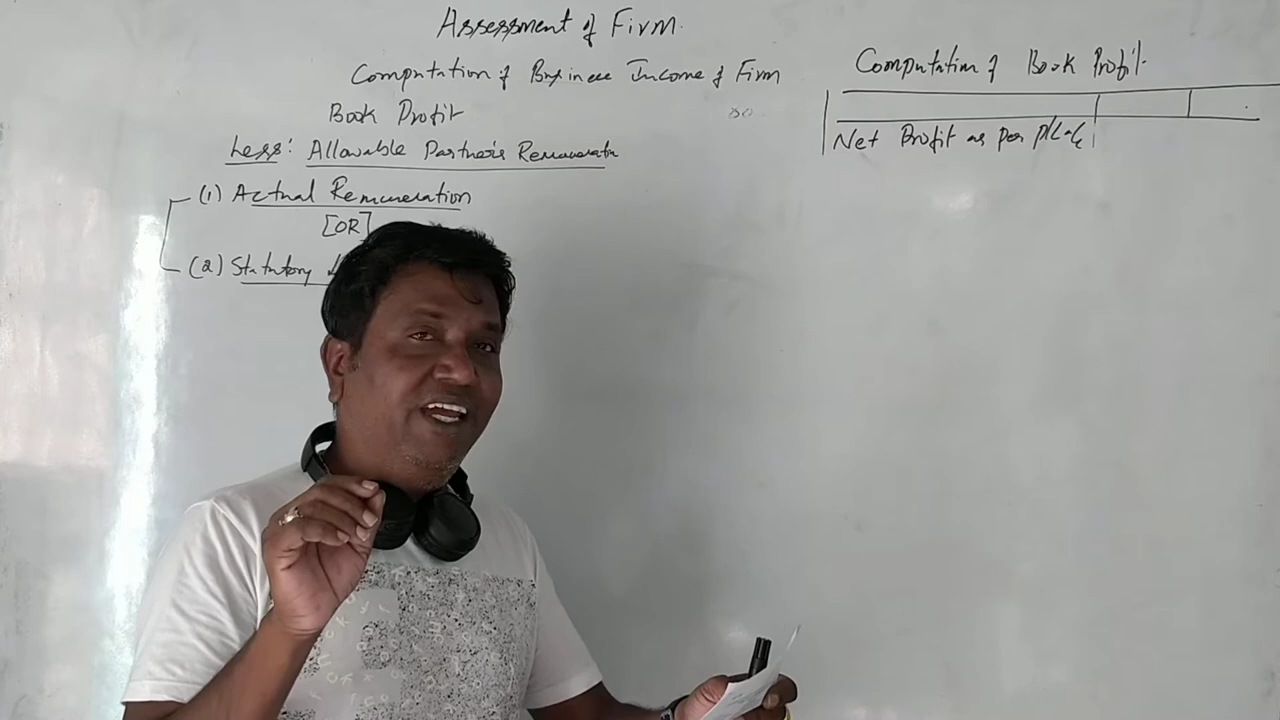 Assessment of Firm.
Computation of Business Income of Firm
Book Profit
Less: Allowable Partner's Remuneratn
(1) Actual Remuneration
[OR]
(2) Statutory
Computation of Book Profit.
Net Profit as per P/L a/c